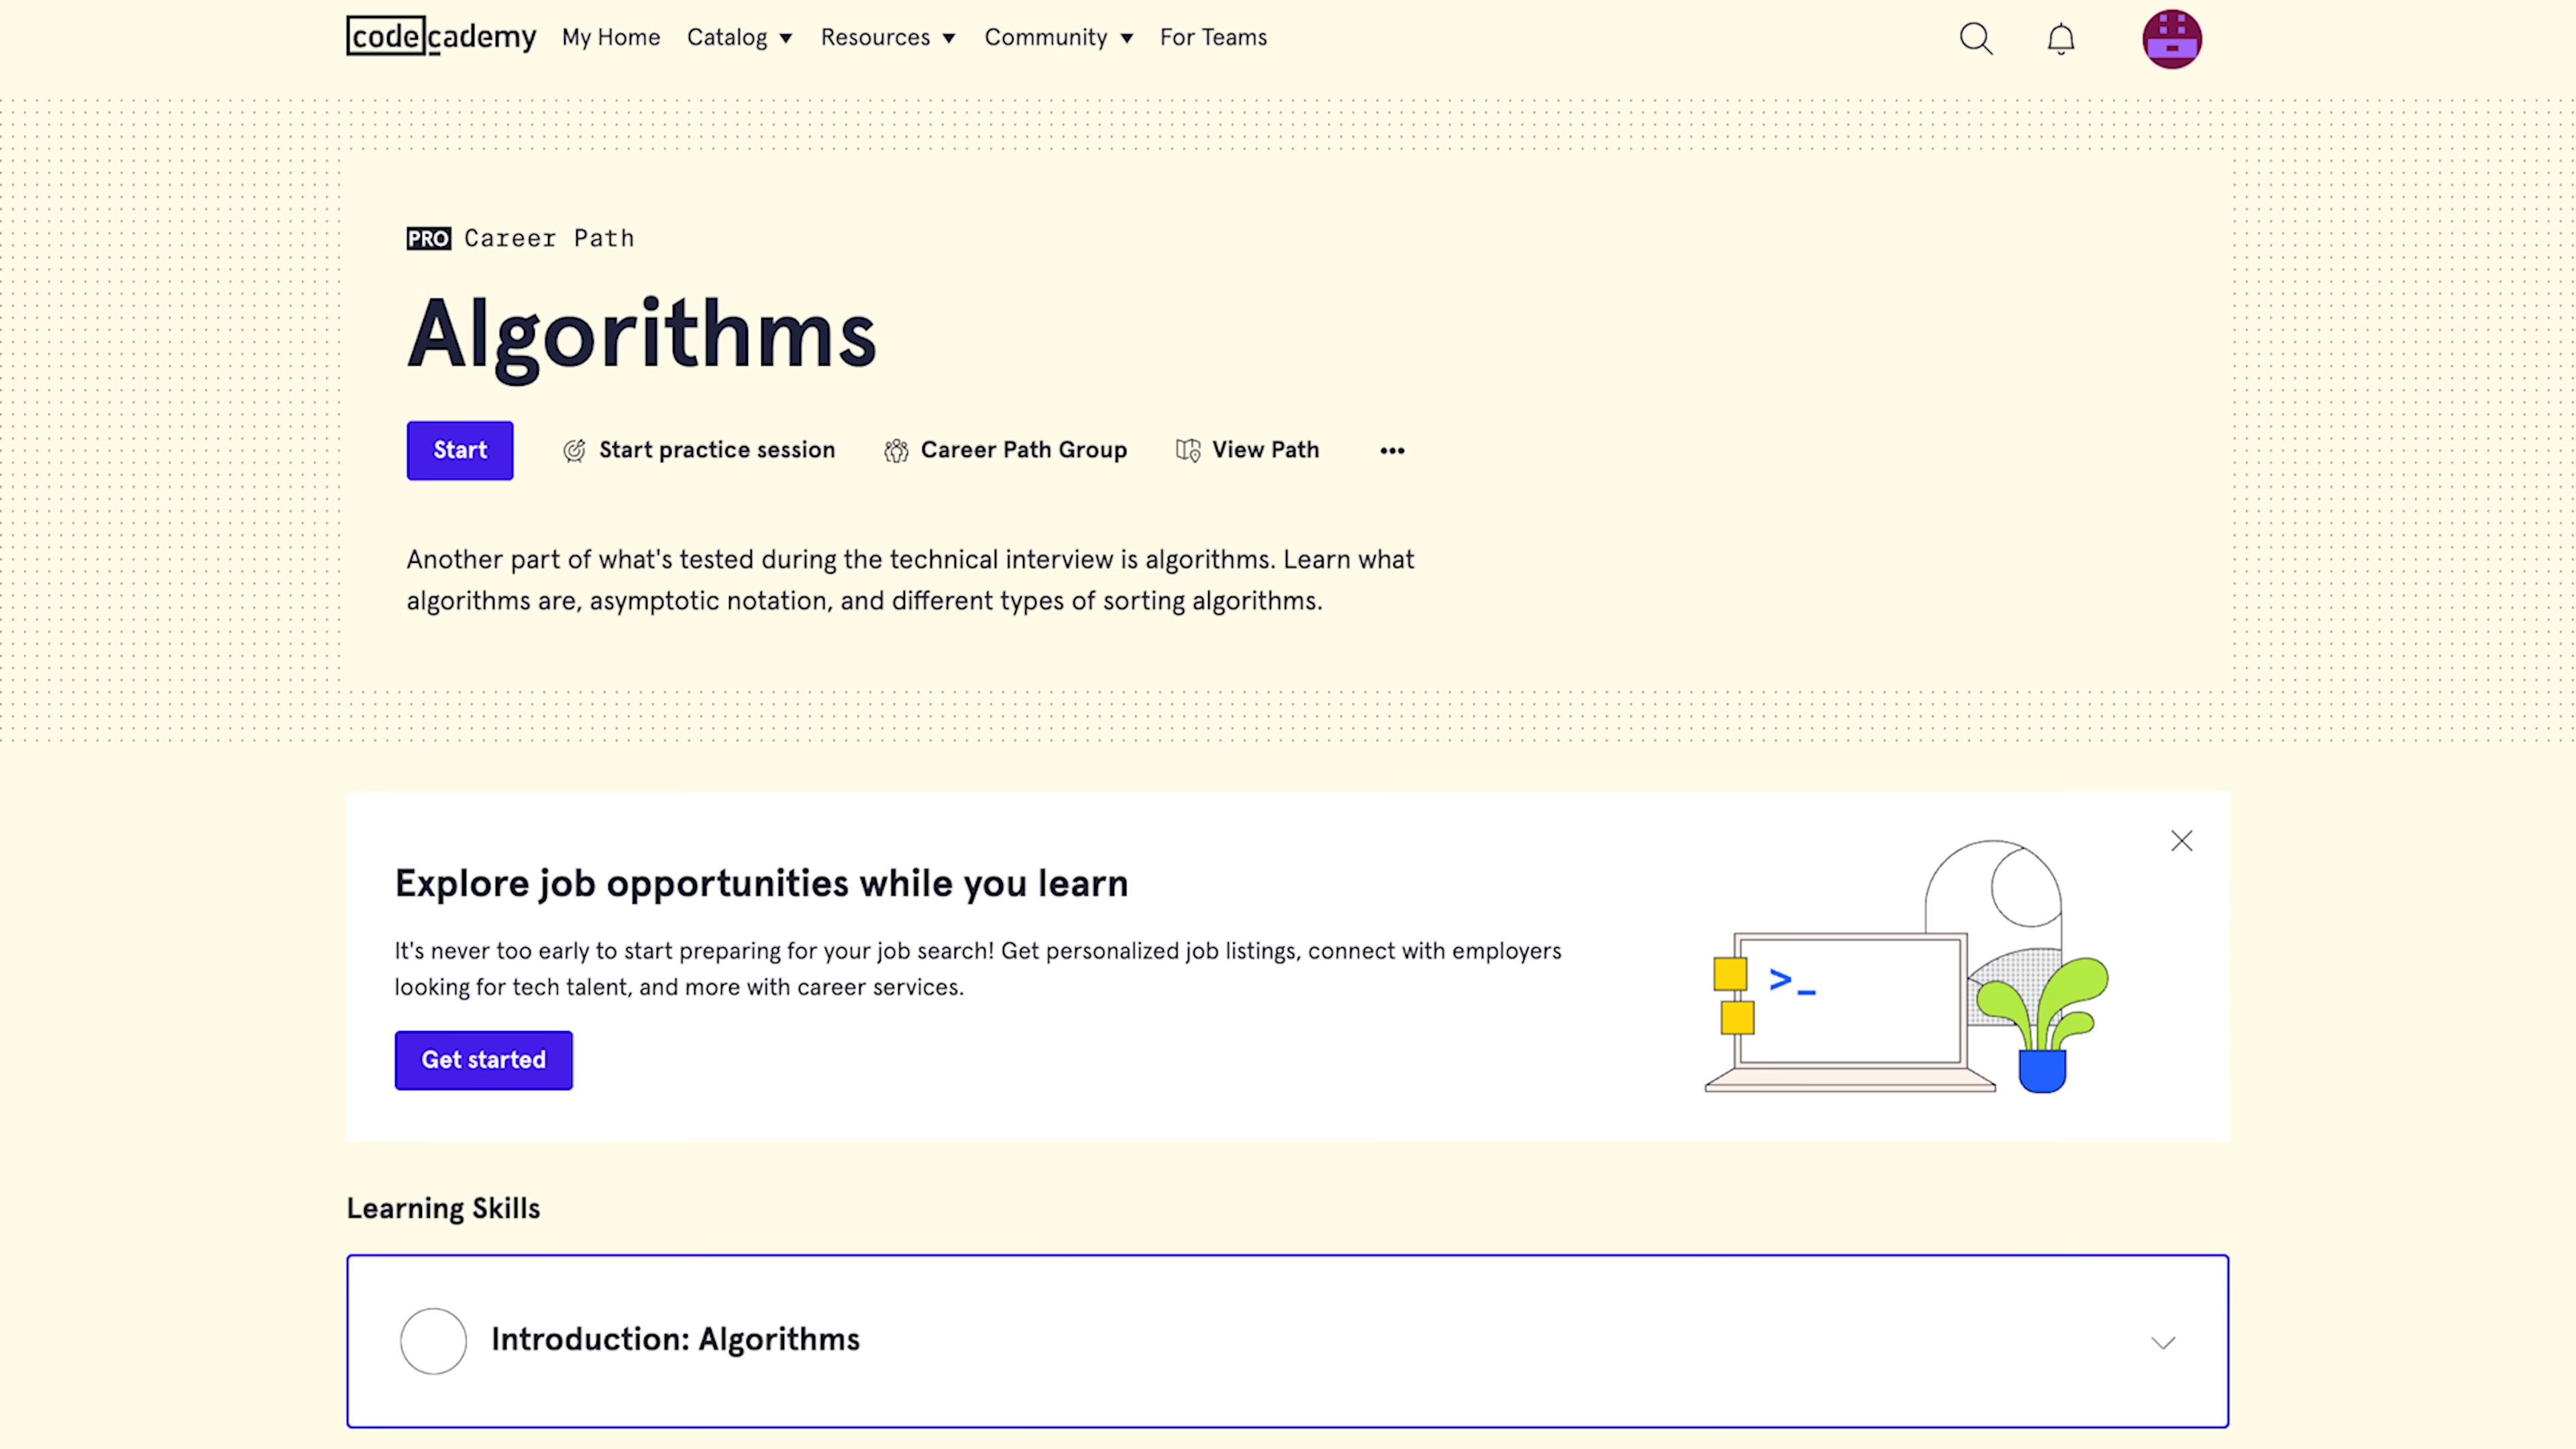 codecademy My Home Catalog Resources Community For Teams
PRO Career Path
Algorithms
Start Start practice session Career Path Group View Path
Another part of what's tested during the technical interview is algorithms. Learn what
algorithms are, asymptotic notation, and different types of sorting algorithms.
Explore job opportunities while you learn
It's never too early to start preparing for your job search! Get personalized job listings, connect with employers
looking for tech talent, and more with career services.
>_
Get started
Learning Skills
Introduction: Algorithms